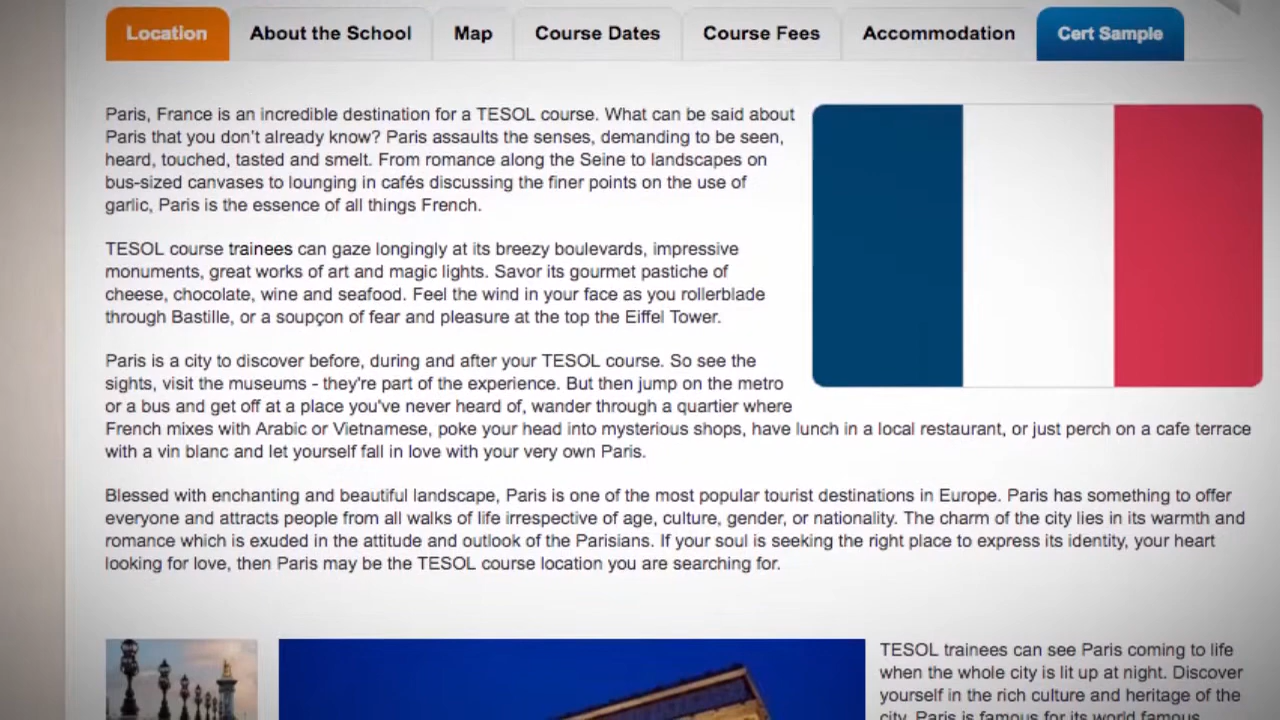 Location
About the School
Map
Course Dates
Course Fees
Accommodation
Cert Sample
Paris, France is an incredible destination for a TESOL course. What can be said about
Paris that you don't already know? Paris assaults the senses, demanding to be seen,
heard, touched, tasted and smelt. From romance along the Seine to landscapes on
bus-sized canvases to lounging in cafés discussing the finer points on the use of
garlic, Paris is the essence of all things French.
TESOL course trainees can gaze longingly at its breezy boulevards, impressive
monuments, great works of art and magic lights. Savor its gourmet pastiche of
cheese, chocolate, wine and seafood. Feel the wind in your face as you rollerblade
through Bastille, or a soupçon of fear and pleasure at the top the Eiffel Tower.
Paris is a city to discover before, during and after your TESOL course. So see the
sights, visit the museums - they're part of the experience. But then jump on the metro
or a bus and get off at a place you've never heard of, wander through a quartier where
French mixes with Arabic or Vietnamese, poke your head into mysterious shops, have lunch in a local restaurant, or just perch on a cafe terrace
with a vin blanc and let yourself fall in love with your very own Paris.
Blessed with enchanting and beautiful landscape, Paris is one of the most popular tourist destinations in Europe. Paris has something to offer
everyone and attracts people from all walks of life irrespective of age, culture, gender, or nationality. The charm of the city lies in its warmth and
romance which is exuded in the attitude and outlook of the Parisians. If your soul is seeking the right place to express its identity, your heart
looking for love, then Paris may be the TESOL course location you are searching for.
TESOL trainees can see Paris coming to life
when the whole city is lit up at night. Discover
yourself in the rich culture and heritage of the
city. Paris is famous for its world famous